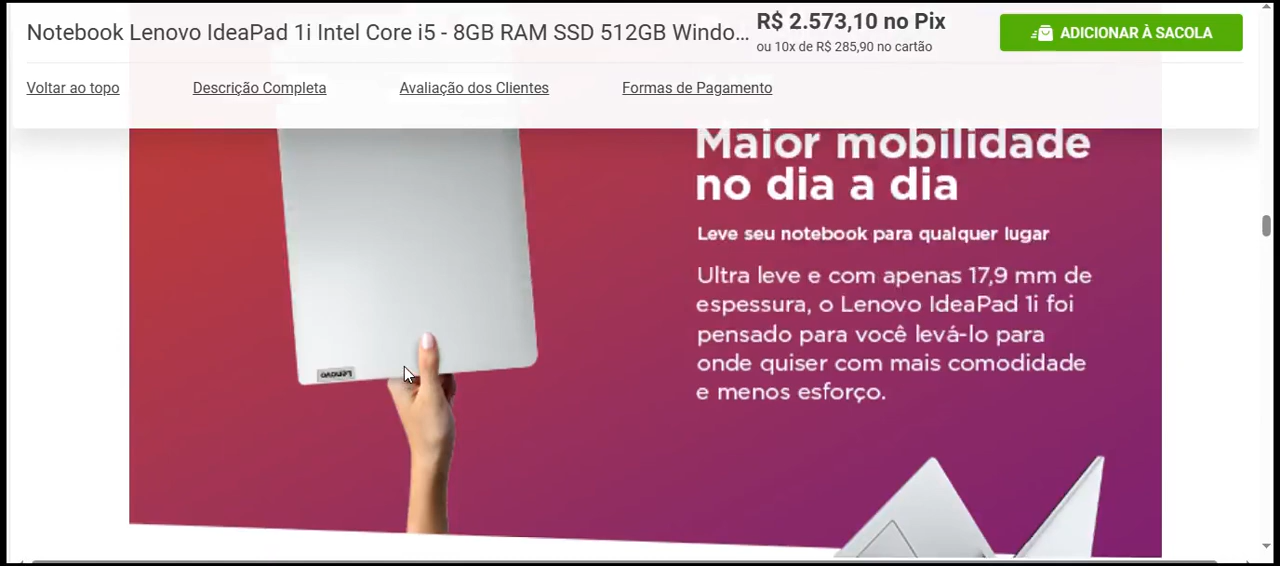 Notebook Lenovo IdeaPad 1i Intel Core i5 - 8GB RAM SSD 512GB Windo...
R$ 2.573,10 no Pix
ou 10x de R$ 285,90 no cartão
ADICIONAR À SACOLA
Voltar ao topo
Descrição Completa
Avaliação dos Clientes
Formas de Pagamento
Maior mobilidade
no dia a dia
Leve seu notebook para qualquer lugar
Ultra leve e com apenas 17,9 mm de
espessura, o Lenovo IdeaPad 1i foi
pensado para você levá-lo para
onde quiser com mais comodidade
e menos esforço.
Lenovo